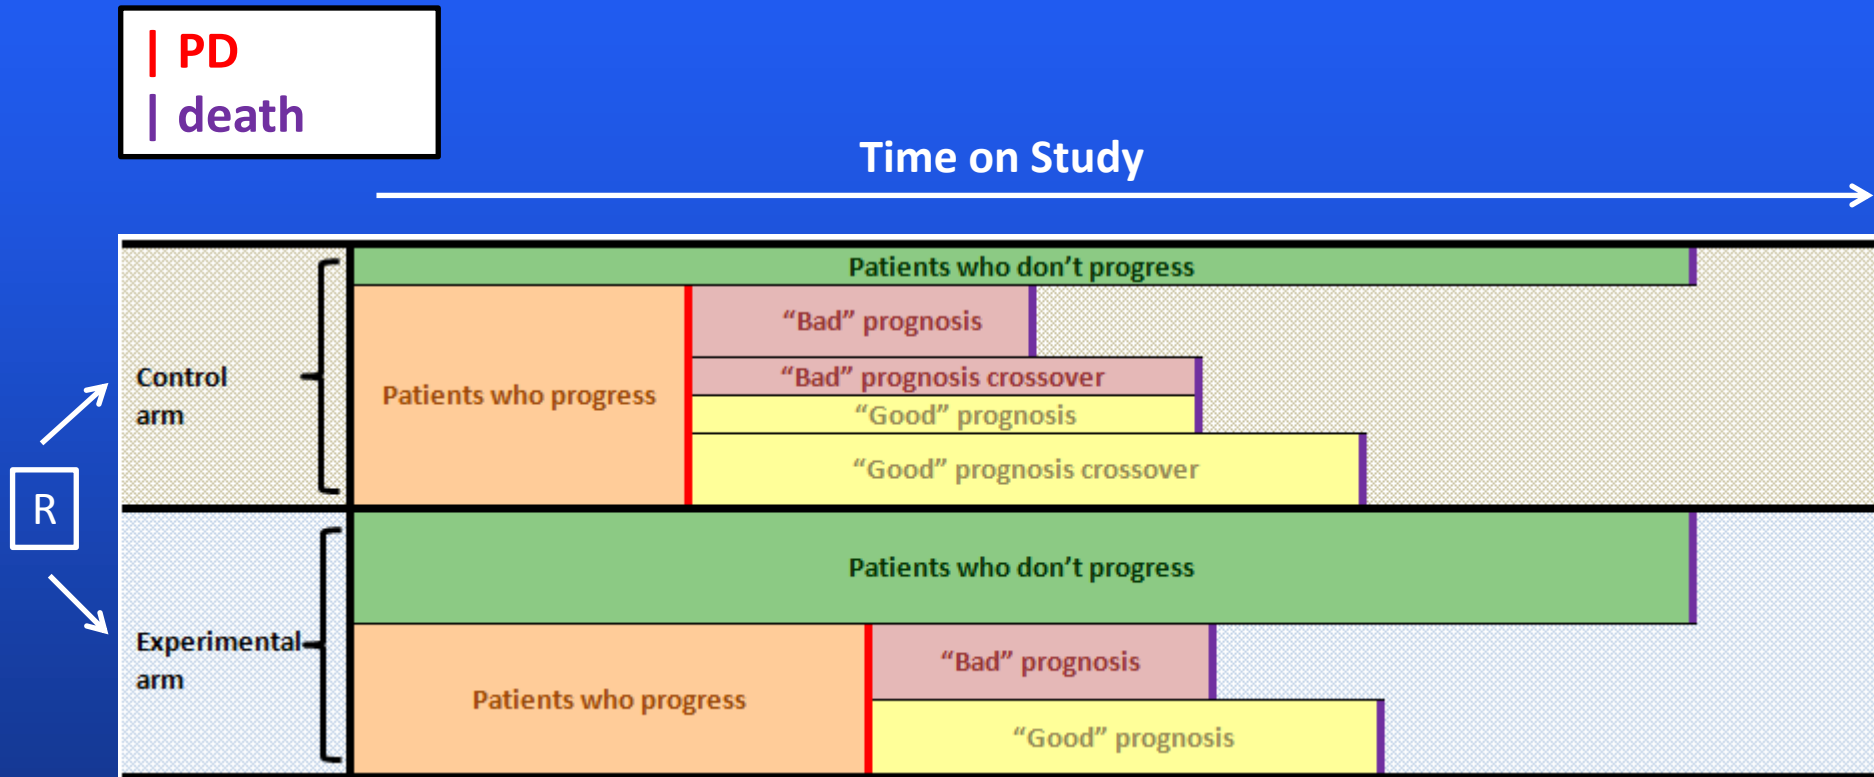 | PD
| death
Time on Study
Patients who don’t progress
“Bad” prognosis
Control
arm
Patients who progress
“Bad” prognosis crossover
“Good” prognosis
“Good” prognosis crossover
R
Patients who don’t progress
Experimental
arm
Patients who progress
“Bad” prognosis
“Good” prognosis